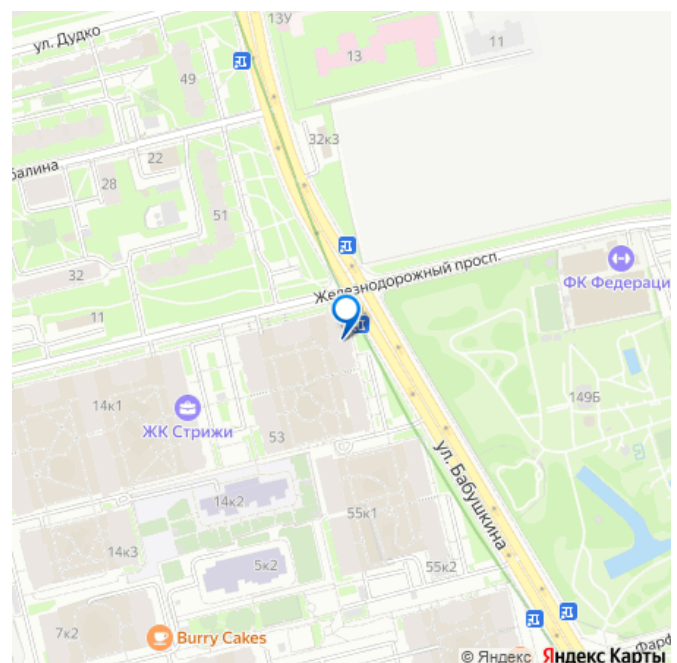 13У
ул. Дудко
13
11
49
32к3
22
балина
28
51
Железнодорожный просп.
32
ФК Федераци
11
14к1
149Б
ЖК Стрижи
53
ул. Бабушкина
14к2
55к1
14к3
5к2
55к2
7к2
Burry Cakes
Фарф
© Яндекс Яндекс Карты